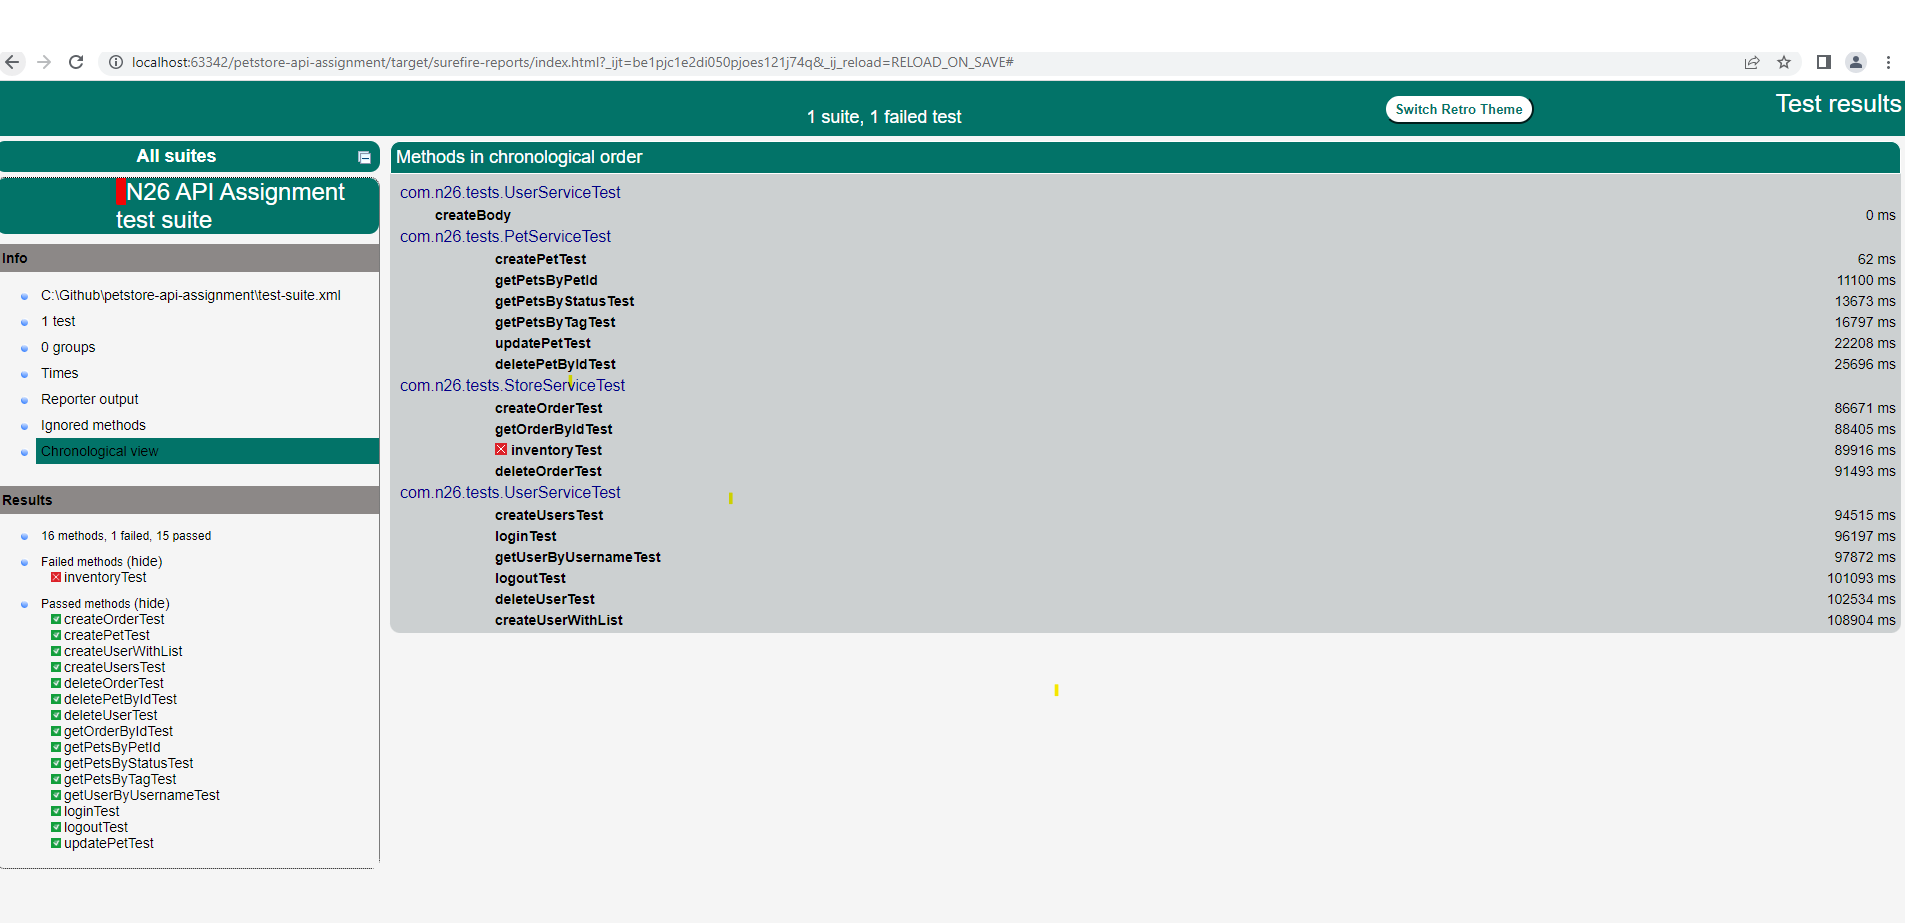 localhost:63342/petstore-api-assignment/target/surefire-reports/index.html?_ijt=be1pjc1e2di050pjoes121j74q&_ij_reload=RELOAD_ON_SAVE#
1 suite, 1 failed test
Switch Retro Theme
Test results
All suites
N26 API Assignment
test suite
Info
C:\Github\petstore-api-assignment\test-suite.xml
1 test
0 groups
Times
Reporter output
Ignored methods
Chronological view
Results
16 methods, 1 failed, 15 passed
Failed methods (hide)
inventoryTest
Passed methods (hide)
createOrderTest
createPetTest
createUserWithList
createUsersTest
deleteOrderTest
deletePetByIdTest
deleteUserTest
getOrderByIdTest
getPetsByPetId
getPetsByStatusTest
getPetsByTagTest
getUserByUsernameTest
loginTest
logoutTest
updatePetTest
Methods in chronological order
com.n26.tests.UserServiceTest
createBody 0 ms
com.n26.tests.PetServiceTest
createPetTest 62 ms
getPetsByPetId 11100 ms
getPetsByStatusTest 13673 ms
getPetsByTagTest 16797 ms
updatePetTest 22208 ms
deletePetByIdTest 25696 ms
com.n26.tests.StoreServiceTest
createOrderTest 86671 ms
getOrderByIdTest 88405 ms
inventoryTest 89916 ms
deleteOrderTest 91493 ms
com.n26.tests.UserServiceTest
createUsersTest 94515 ms
loginTest 96197 ms
getUserByUsernameTest 97872 ms
logoutTest 101093 ms
deleteUserTest 102534 ms
createUserWithList 108904 ms